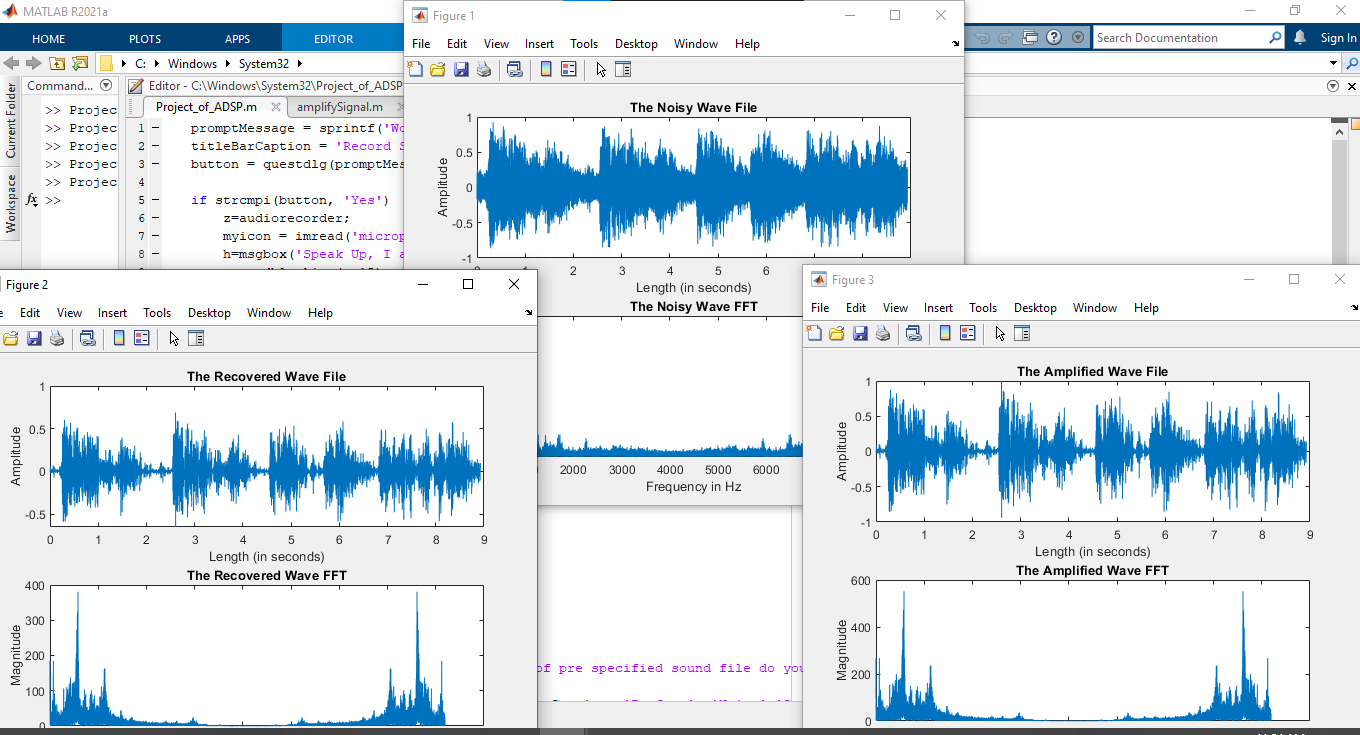 MATLAB R2021a
HOME PLOTS APPS EDITOR
Search Documentation Sign In
C: Windows System32
Current Folder
Workspace
Command...
>> Projec
>> Projec
>> Projec
>> Projec
>> Projec
fx >>
Editor - C:\Windows\System32\Project_of_ADSP
Project_of_ADSP.m amplifySignal.m
1 promptMessage = sprintf('Wo
2 titleBarCaption = 'Record S
3 button = questdlg(promptMes
4
5 if strcmpi(button, 'Yes')
6 z=audiorecorder;
7 myicon = imread('microp
8 h=msgbox('Speak Up, I a
Figure 1
File Edit View Insert Tools Desktop Window Help
The Noisy Wave File
Amplitude
1
0.5
0
-0.5
-1
2 3 4 5 6
Length (in seconds)
The Noisy Wave FFT
2000 3000 4000 5000 6000
Frequency in Hz
Figure 2
Edit View Insert Tools Desktop Window Help
The Recovered Wave File
Amplitude
1
0.5
0
-0.5
0 1 2 3 4 5 6 7 8 9
Length (in seconds)
The Recovered Wave FFT
Magnitude
400
300
200
100
0
Figure 3
File Edit View Insert Tools Desktop Window Help
The Amplified Wave File
Amplitude
1
0.5
0
-0.5
-1
0 1 2 3 4 5 6 7 8 9
Length (in seconds)
The Amplified Wave FFT
Magnitude
600
400
200
0
of pre specified sound file do you